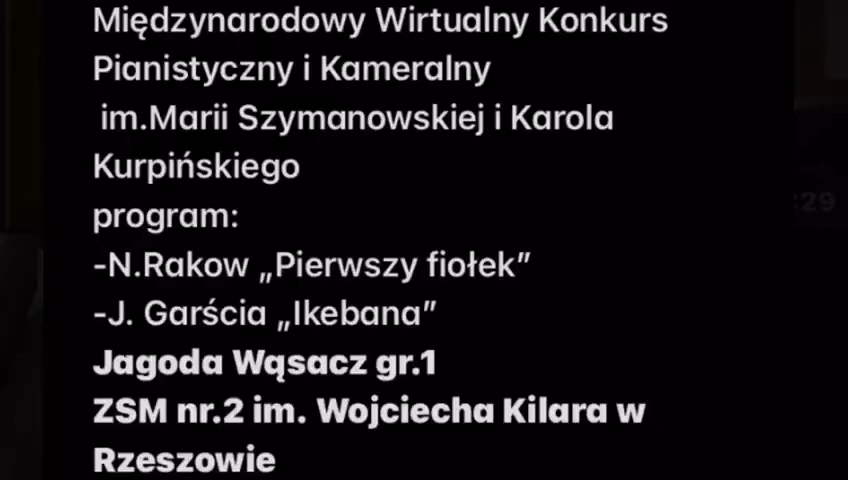 Międzynarodowy Wirtualny Konkurs
Pianistyczny i Kameralny
im.Marii Szymanowskiej i Karola
Kurpińskiego
program:
-N.Rakow „Pierwszy fiołek”
-J. Garścia „Ikebana”
Jagoda Wąsacz gr.1
ZSM nr.2 im. Wojciecha Kilara w
Rzeszowie
:29